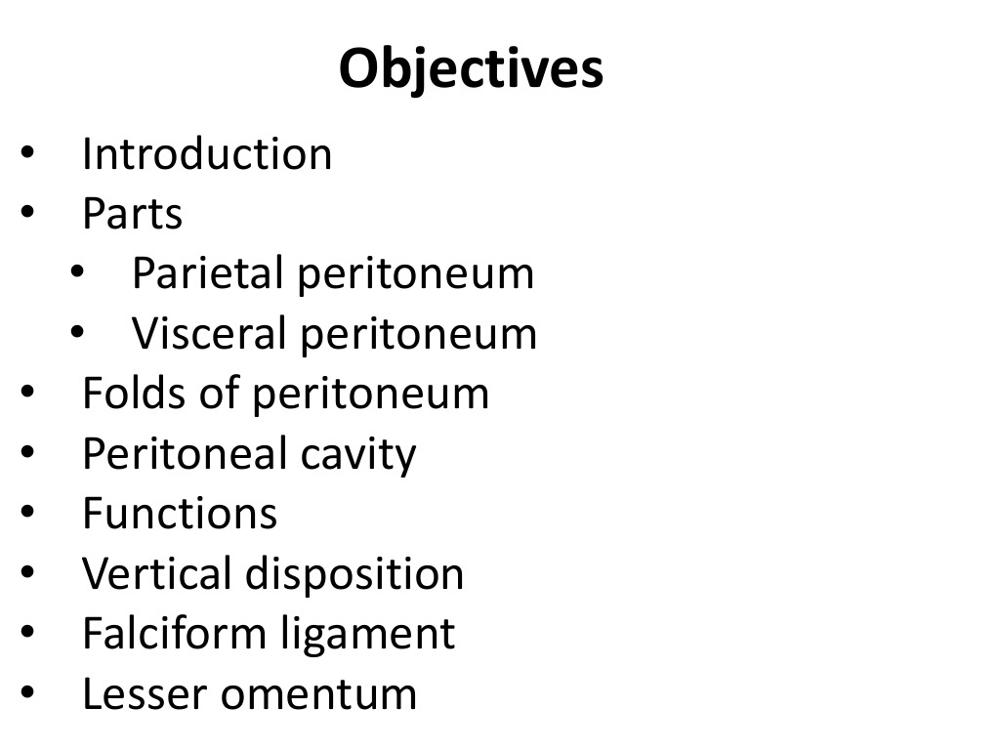 Objectives
• Introduction
• Parts
• Parietal peritoneum
• Visceral peritoneum
• Folds of peritoneum
• Peritoneal cavity
• Functions
• Vertical disposition
• Falciform ligament
• Lesser omentum